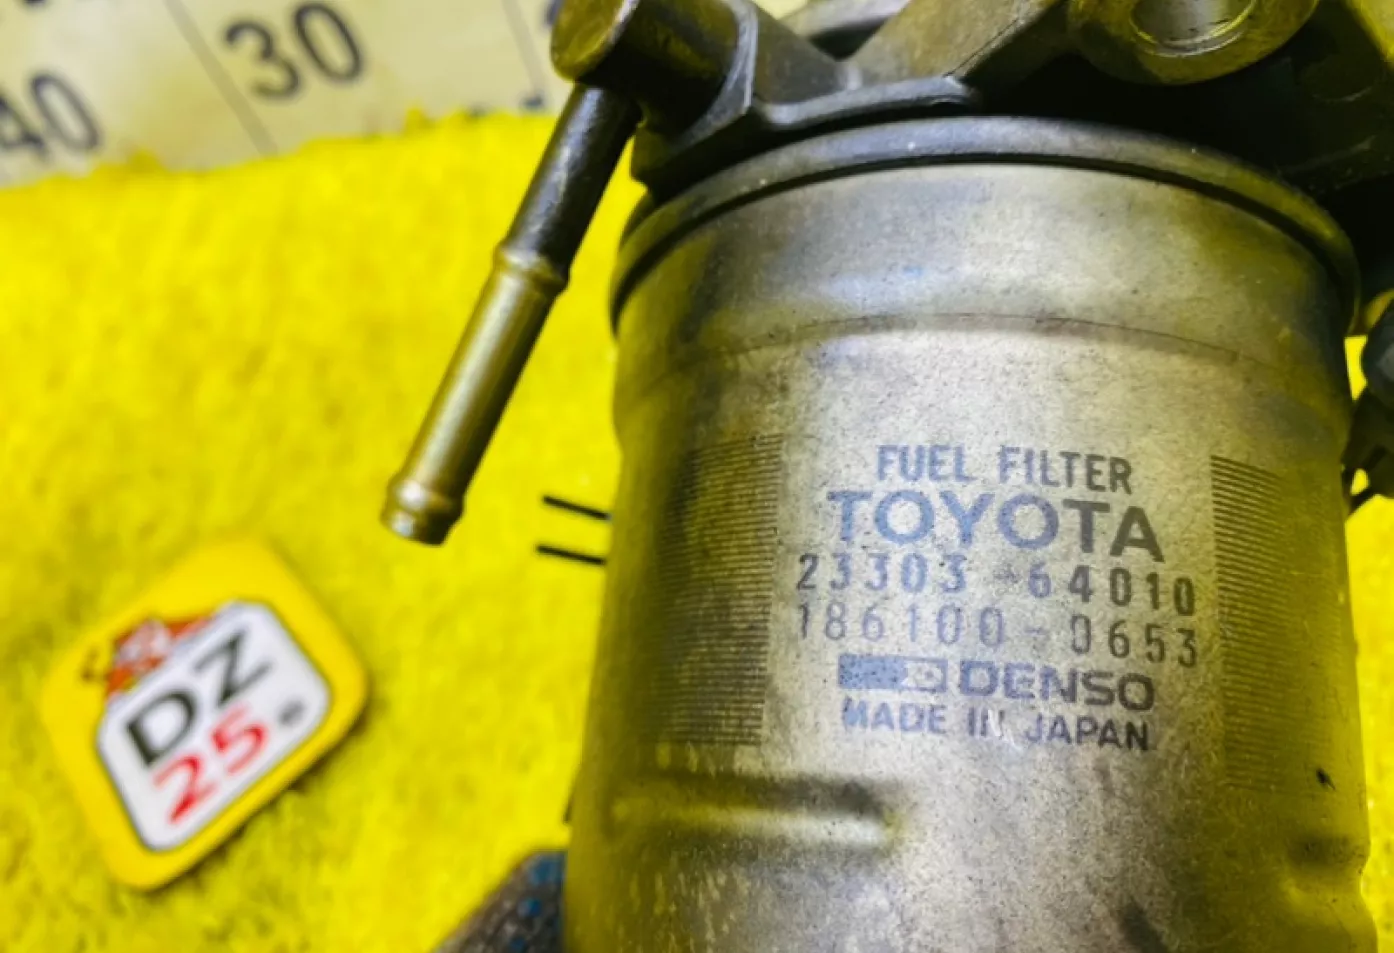 30
40
FUEL FILTER
TOYOTA
23303-64010
186100-0653
DENSO
MADE IN JAPAN
DZ
25